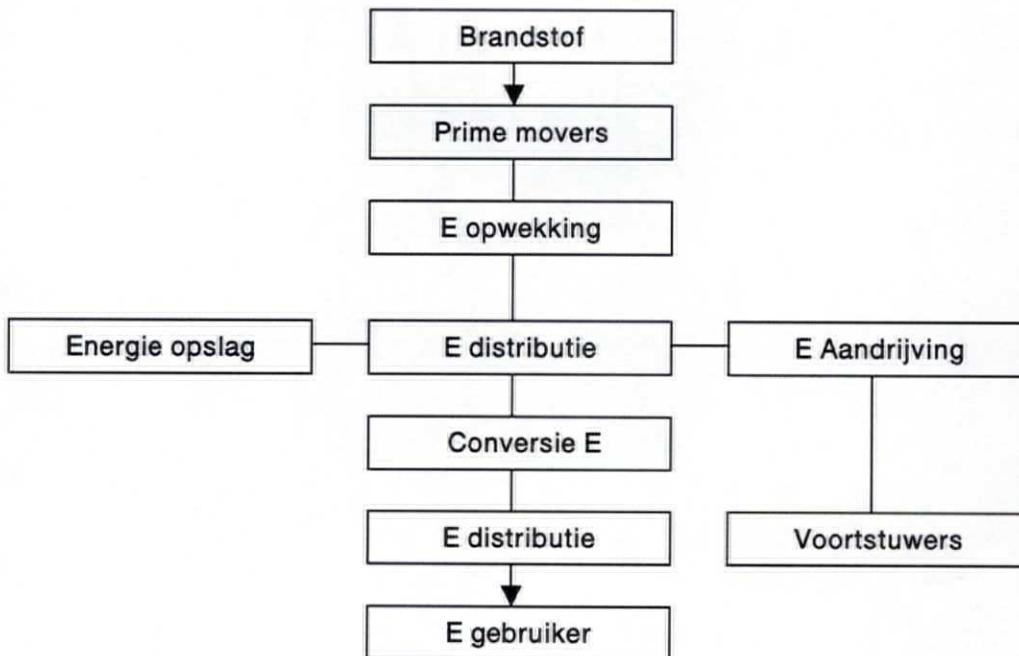 Brandstof
Prime movers
E opwekking
Energie opslag
E distributie
E Aandrijving
Conversie E
E distributie
Voortstuwers
E gebruiker